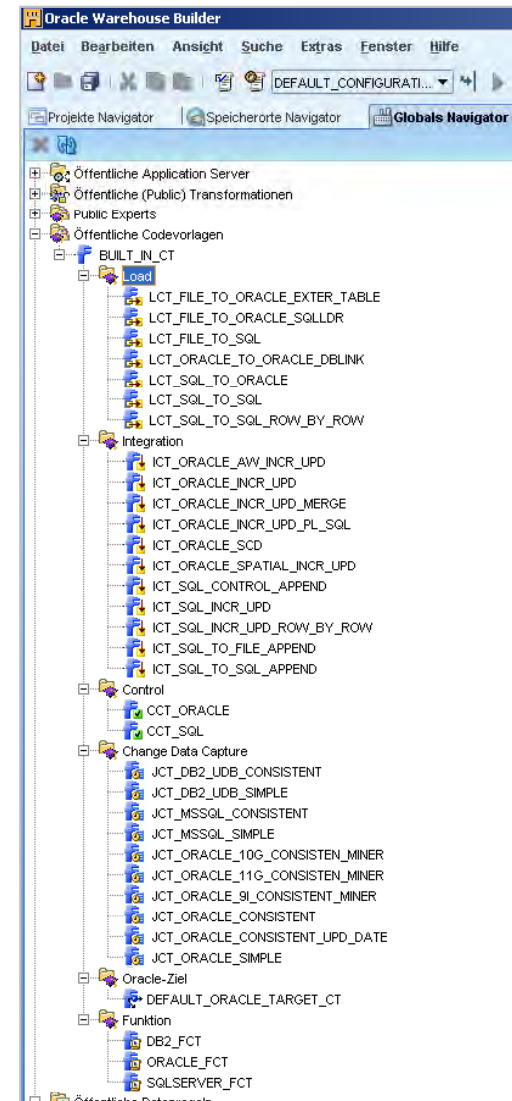 Oracle Warehouse Builder
Datei Bearbeiten Ansicht Suche Extras Fenster Hilfe
DEFAULT_CONFIGURATI...
Projekte Navigator Speicherorte Navigator Globals Navigator
Öffentliche Application Server
Öffentliche (Public) Transformationen
Public Experts
Öffentliche Codevorlagen
BUILT_IN_CT
Load
LCT_FILE_TO_ORACLE_EXTER_TABLE
LCT_FILE_TO_ORACLE_SQLLDR
LCT_FILE_TO_SQL
LCT_ORACLE_TO_ORACLE_DBLINK
LCT_SQL_TO_ORACLE
LCT_SQL_TO_SQL
LCT_SQL_TO_SQL_ROW_BY_ROW
Integration
ICT_ORACLE_AW_INCR_UPD
ICT_ORACLE_INCR_UPD
ICT_ORACLE_INCR_UPD_MERGE
ICT_ORACLE_INCR_UPD_PL_SQL
ICT_ORACLE_SCD
ICT_ORACLE_SPATIAL_INCR_UPD
ICT_SQL_CONTROL_APPEND
ICT_SQL_INCR_UPD
ICT_SQL_INCR_UPD_ROW_BY_ROW
ICT_SQL_TO_FILE_APPEND
ICT_SQL_TO_SQL_APPEND
Control
CCT_ORACLE
CCT_SQL
Change Data Capture
JCT_DB2_UDB_CONSISTENT
JCT_DB2_UDB_SIMPLE
JCT_MSSQL_CONSISTENT
JCT_MSSQL_SIMPLE
JCT_ORACLE_10G_CONSISTEN_MINER
JCT_ORACLE_11G_CONSISTEN_MINER
JCT_ORACLE_9I_CONSISTENT_MINER
JCT_ORACLE_CONSISTENT
JCT_ORACLE_CONSISTENT_UPD_DATE
JCT_ORACLE_SIMPLE
Oracle-Ziel
DEFAULT_ORACLE_TARGET_CT
Funktion
DB2_FCT
ORACLE_FCT
SQLSERVER_FCT
Öffentliche Datenregeln